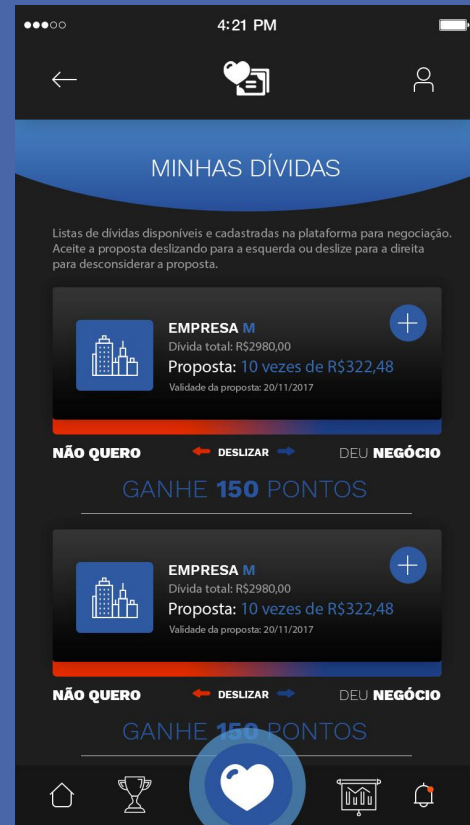 4:21 PM
MINHAS DÍVIDAS
Listas de dívidas disponíveis e cadastradas na plataforma para negociação.
Aceite a proposta deslizando para a esquerda ou deslize para a direita
para desconsiderar a proposta.
EMPRESA M
Dívida total: R$2980,00
Proposta: 10 vezes de R$322,48
Validade da proposta: 20/11/2017
NÃO QUERO DESLIZAR DEU NEGÓCIO
GANHE 150 PONTOS
EMPRESA M
Dívida total: R$2980,00
Proposta: 10 vezes de R$322,48
Validade da proposta: 20/11/2017
NÃO QUERO DESLIZAR DEU NEGÓCIO
GANHE 150 PONTOS